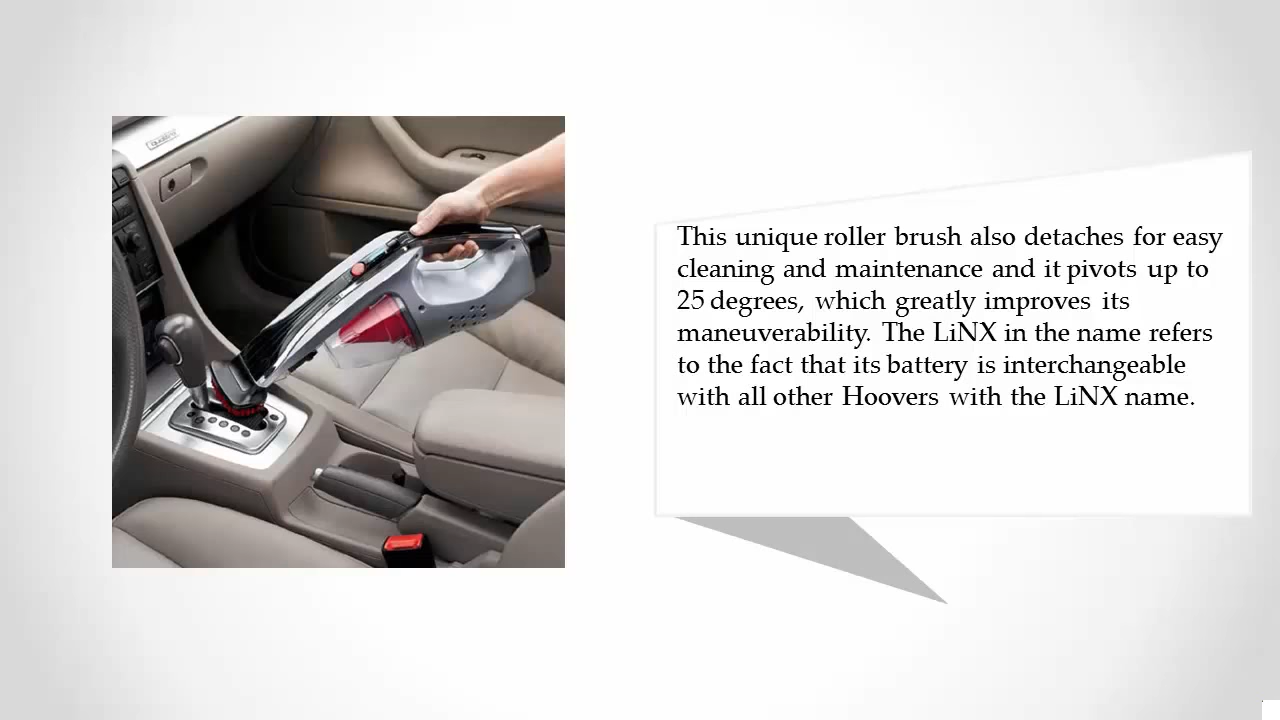 This unique roller brush also detaches for easy
cleaning and maintenance and it pivots up to
25 degrees, which greatly improves its
maneuverability. The LiNX in the name refers
to the fact that its battery is interchangeable
with all other Hoovers with the LiNX name.